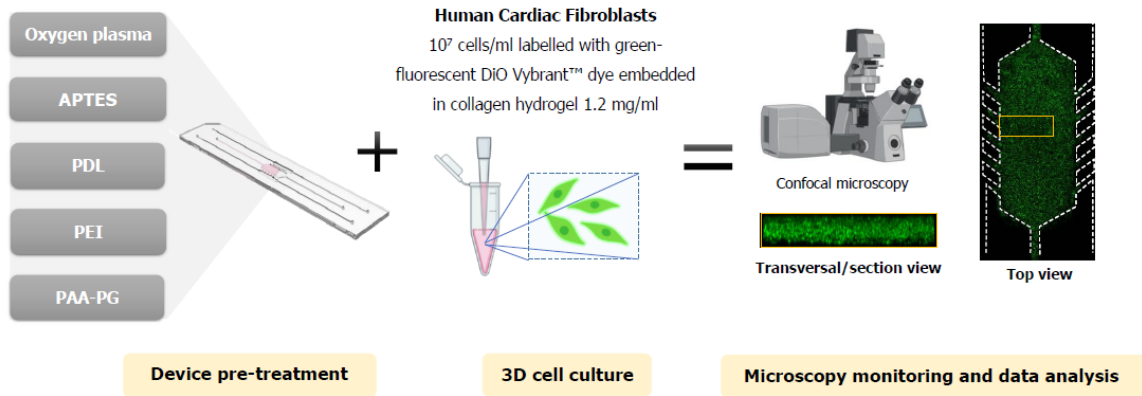 Oxygen plasma
APTES
PDL
PEI
PAA-PG
Human Cardiac Fibroblasts
10⁷ cells/ml labelled with green-
fluorescent DiO Vybrant™ dye embedded
in collagen hydrogel 1.2 mg/ml
Confocal microscopy
Transversal/section view
Top view
Device pre-treatment
3D cell culture
Microscopy monitoring and data analysis